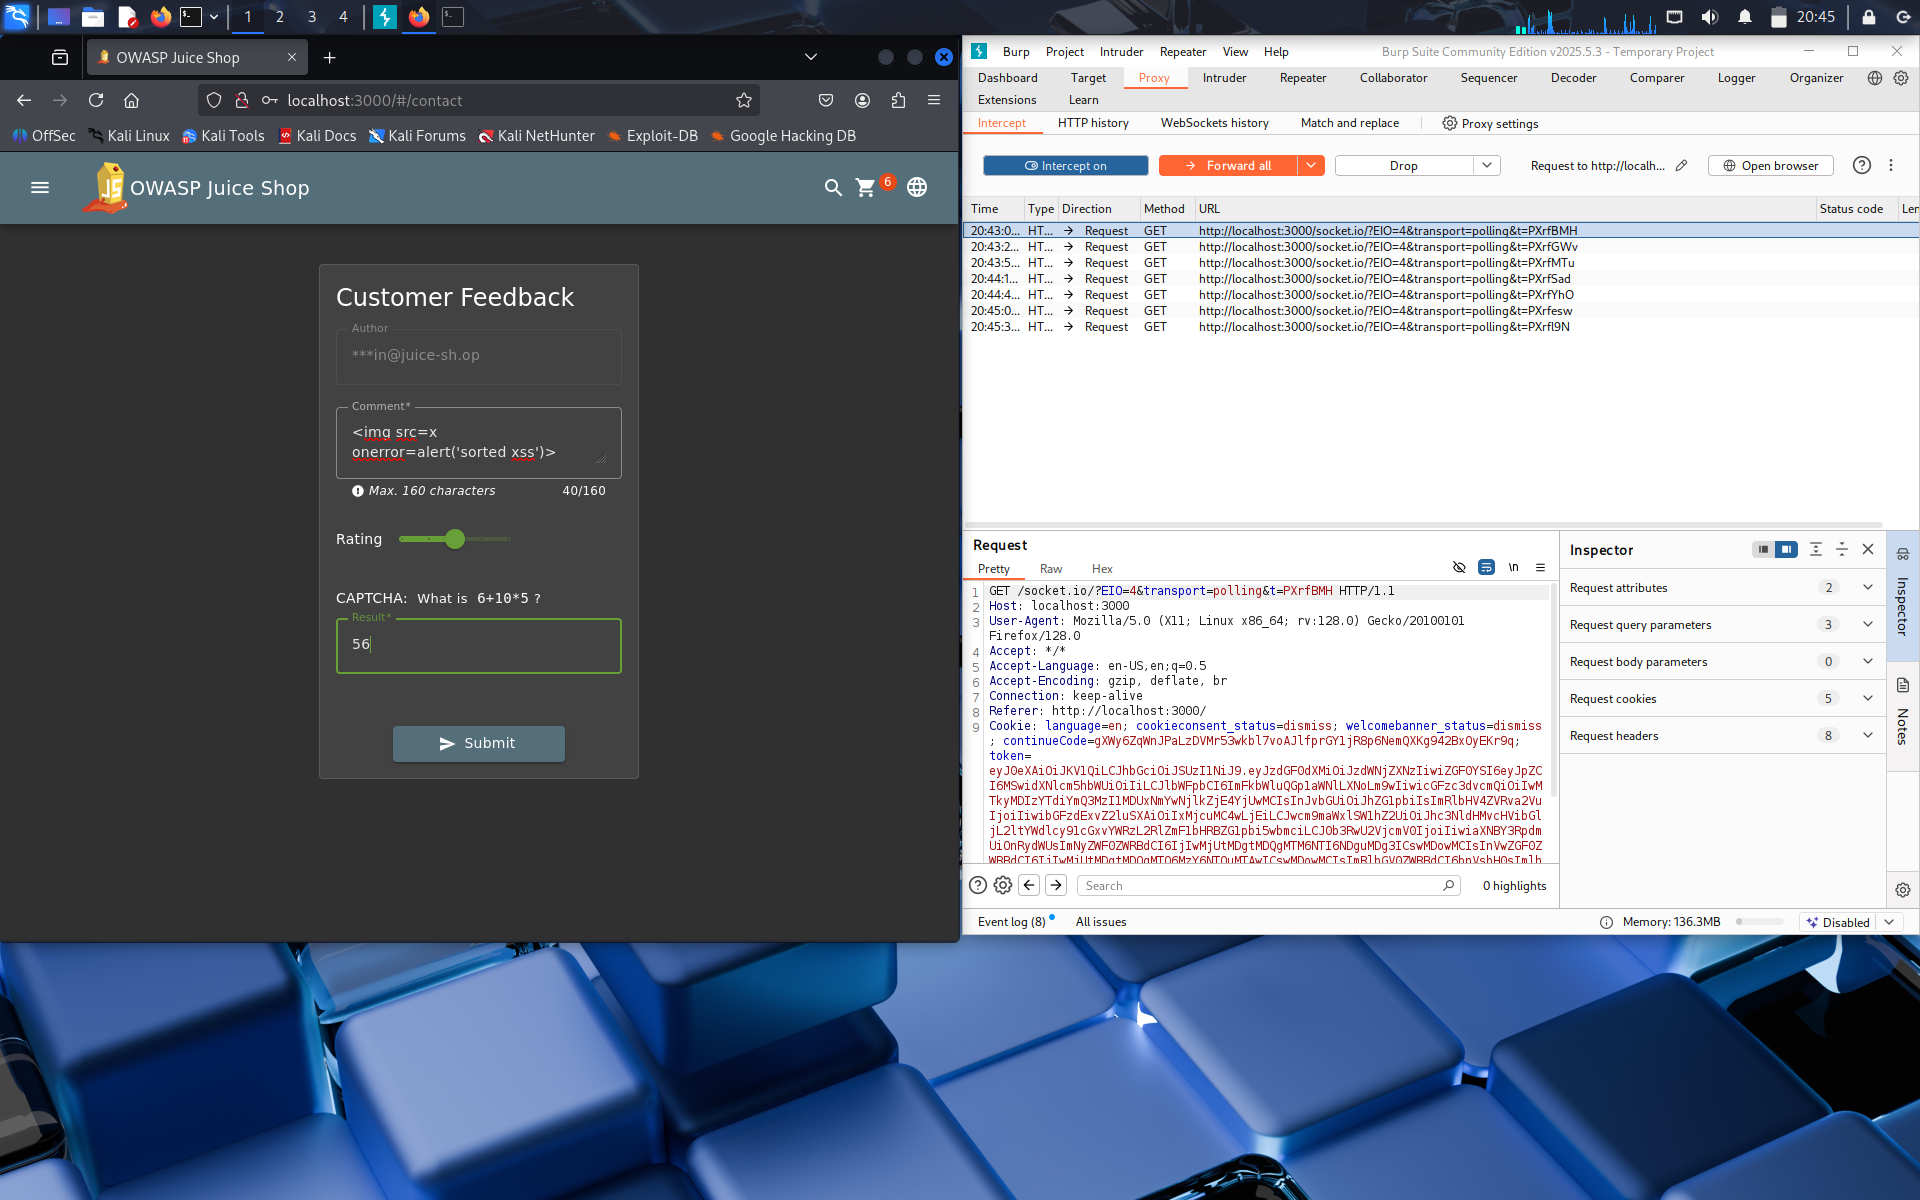 1
2
3
4
20:45
OWASP Juice Shop
localhost:3000/#/contact
OffSec
Kali Linux
Kali Tools
Kali Docs
Kali Forums
Kali NetHunter
Exploit-DB
Google Hacking DB
OWASP Juice Shop
6
Customer Feedback
Author
***in@juice-sh.op
Comment*
<img src=x
onerror=alert('sorted xss')>
Max. 160 characters
40/160
Rating
CAPTCHA: What is 6+10*5 ?
Result*
56
Submit
Burp Project Intruder Repeater View Help
Burp Suite Community Edition v2025.5.3 - Temporary Project
Dashboard Target Proxy Intruder Repeater Collaborator Sequencer Decoder Comparer Logger Organizer
Extensions Learn
Intercept HTTP history WebSockets history Match and replace Proxy settings
Intercept on Forward all Drop Request to http://localh... Open browser
Time Type Direction Method URL Status code Len
20:43:0... HT... → Request GET http://localhost:3000/socket.io/?EIO=4&transport=polling&t=PXrfBMH
20:43:2... HT... → Request GET http://localhost:3000/socket.io/?EIO=4&transport=polling&t=PXrfGWv
20:43:5... HT... → Request GET http://localhost:3000/socket.io/?EIO=4&transport=polling&t=PXrfMTu
20:44:1... HT... → Request GET http://localhost:3000/socket.io/?EIO=4&transport=polling&t=PXrfSad
20:44:4... HT... → Request GET http://localhost:3000/socket.io/?EIO=4&transport=polling&t=PXrfYhO
20:45:0... HT... → Request GET http://localhost:3000/socket.io/?EIO=4&transport=polling&t=PXrfesw
20:45:3... HT... → Request GET http://localhost:3000/socket.io/?EIO=4&transport=polling&t=PXrfl9N
Request
Pretty Raw Hex
\n
1 GET /socket.io/?EIO=4&transport=polling&t=PXrfBMH HTTP/1.1
2 Host: localhost:3000
3 User-Agent: Mozilla/5.0 (X11; Linux x86_64; rv:128.0) Gecko/20100101
Firefox/128.0
4 Accept: */*
5 Accept-Language: en-US,en;q=0.5
6 Accept-Encoding: gzip, deflate, br
7 Connection: keep-alive
8 Referer: http://localhost:3000/
9 Cookie: language=en; cookieconsent_status=dismiss; welcomebanner_status=dismiss
; continueCode=
token=
Inspector
Request attributes 2
Request query parameters 3
Request body parameters 0
Request cookies 5
Request headers 8
Inspector
Notes
Search
0 highlights
Event log (8)
All issues
Memory: 136.3MB
Disabled